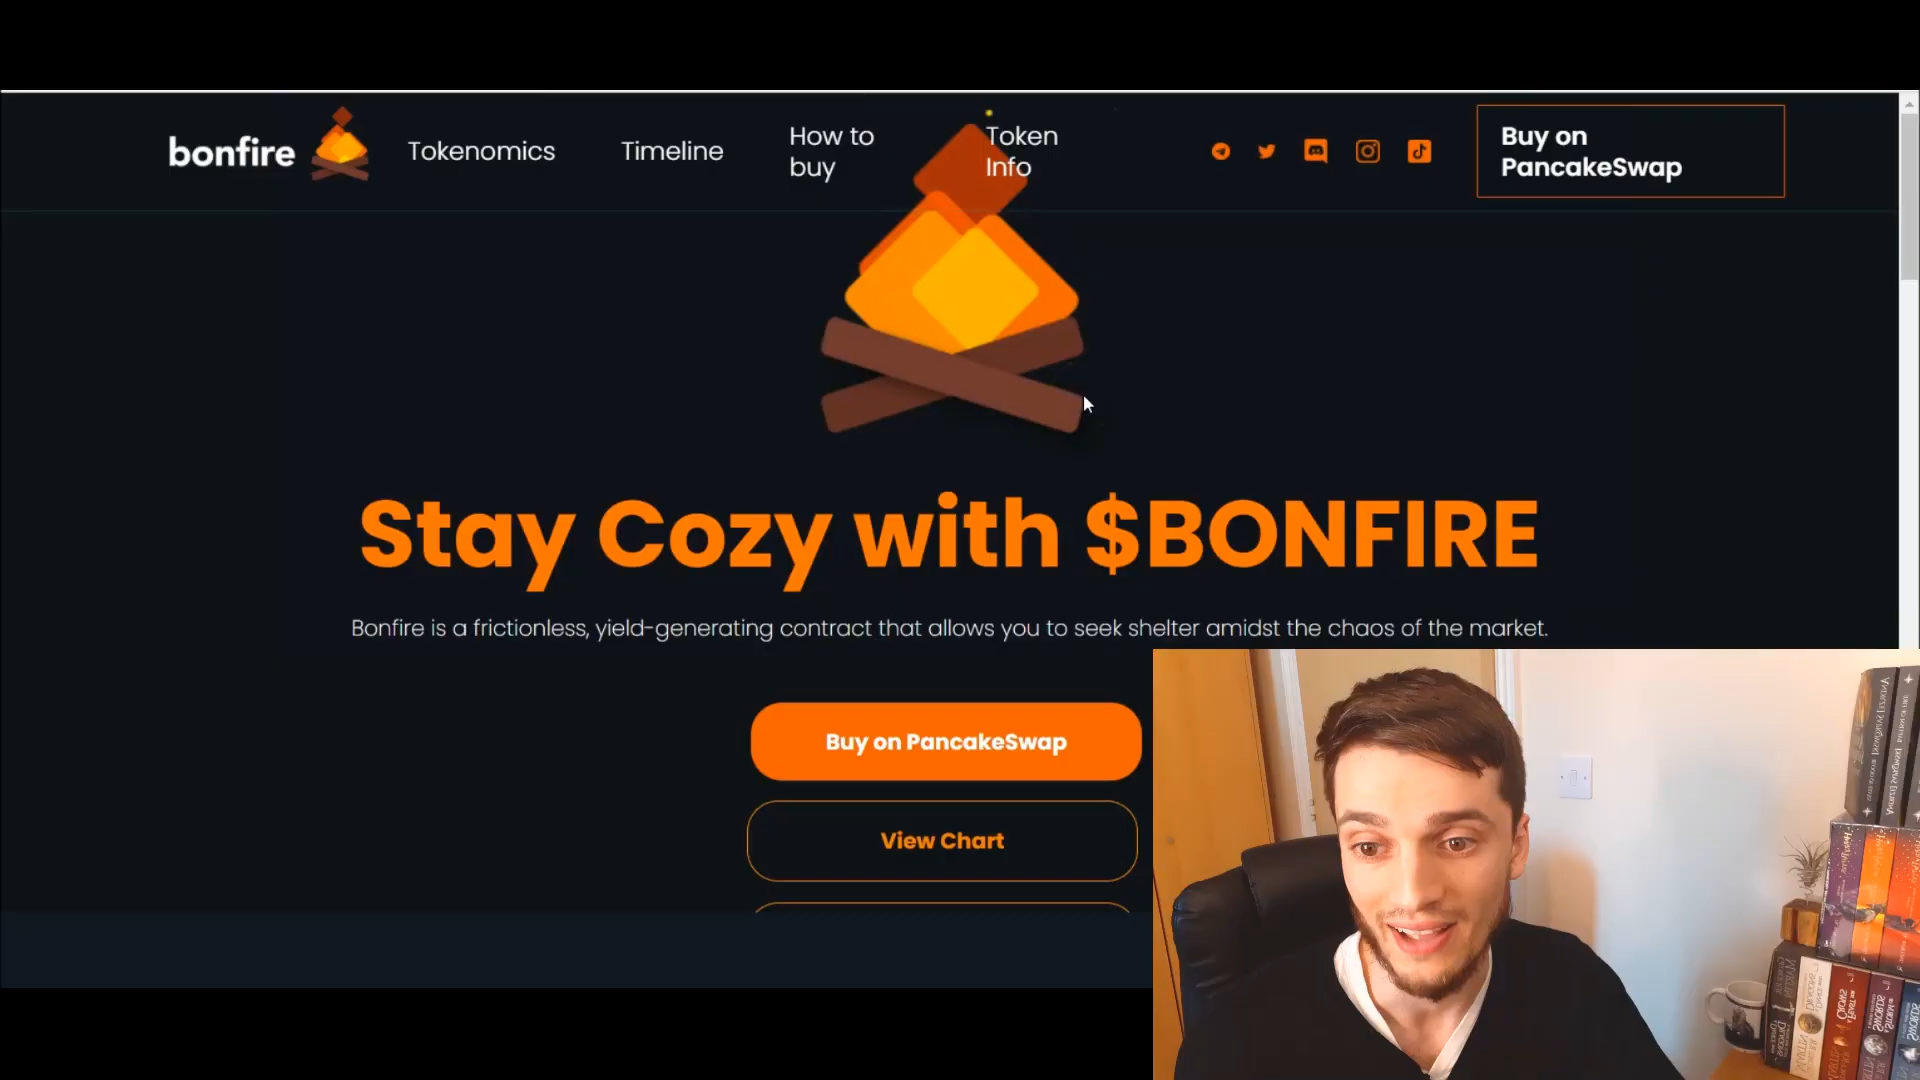 bonfire
Tokenomics
Timeline
How to
buy
Token
Info
Buy on
PancakeSwap
Stay Cozy with $BONFIRE
Bonfire is a frictionless, yield-generating contract that allows you to seek shelter amidst the chaos of the market.
Buy on PancakeSwap
View Chart